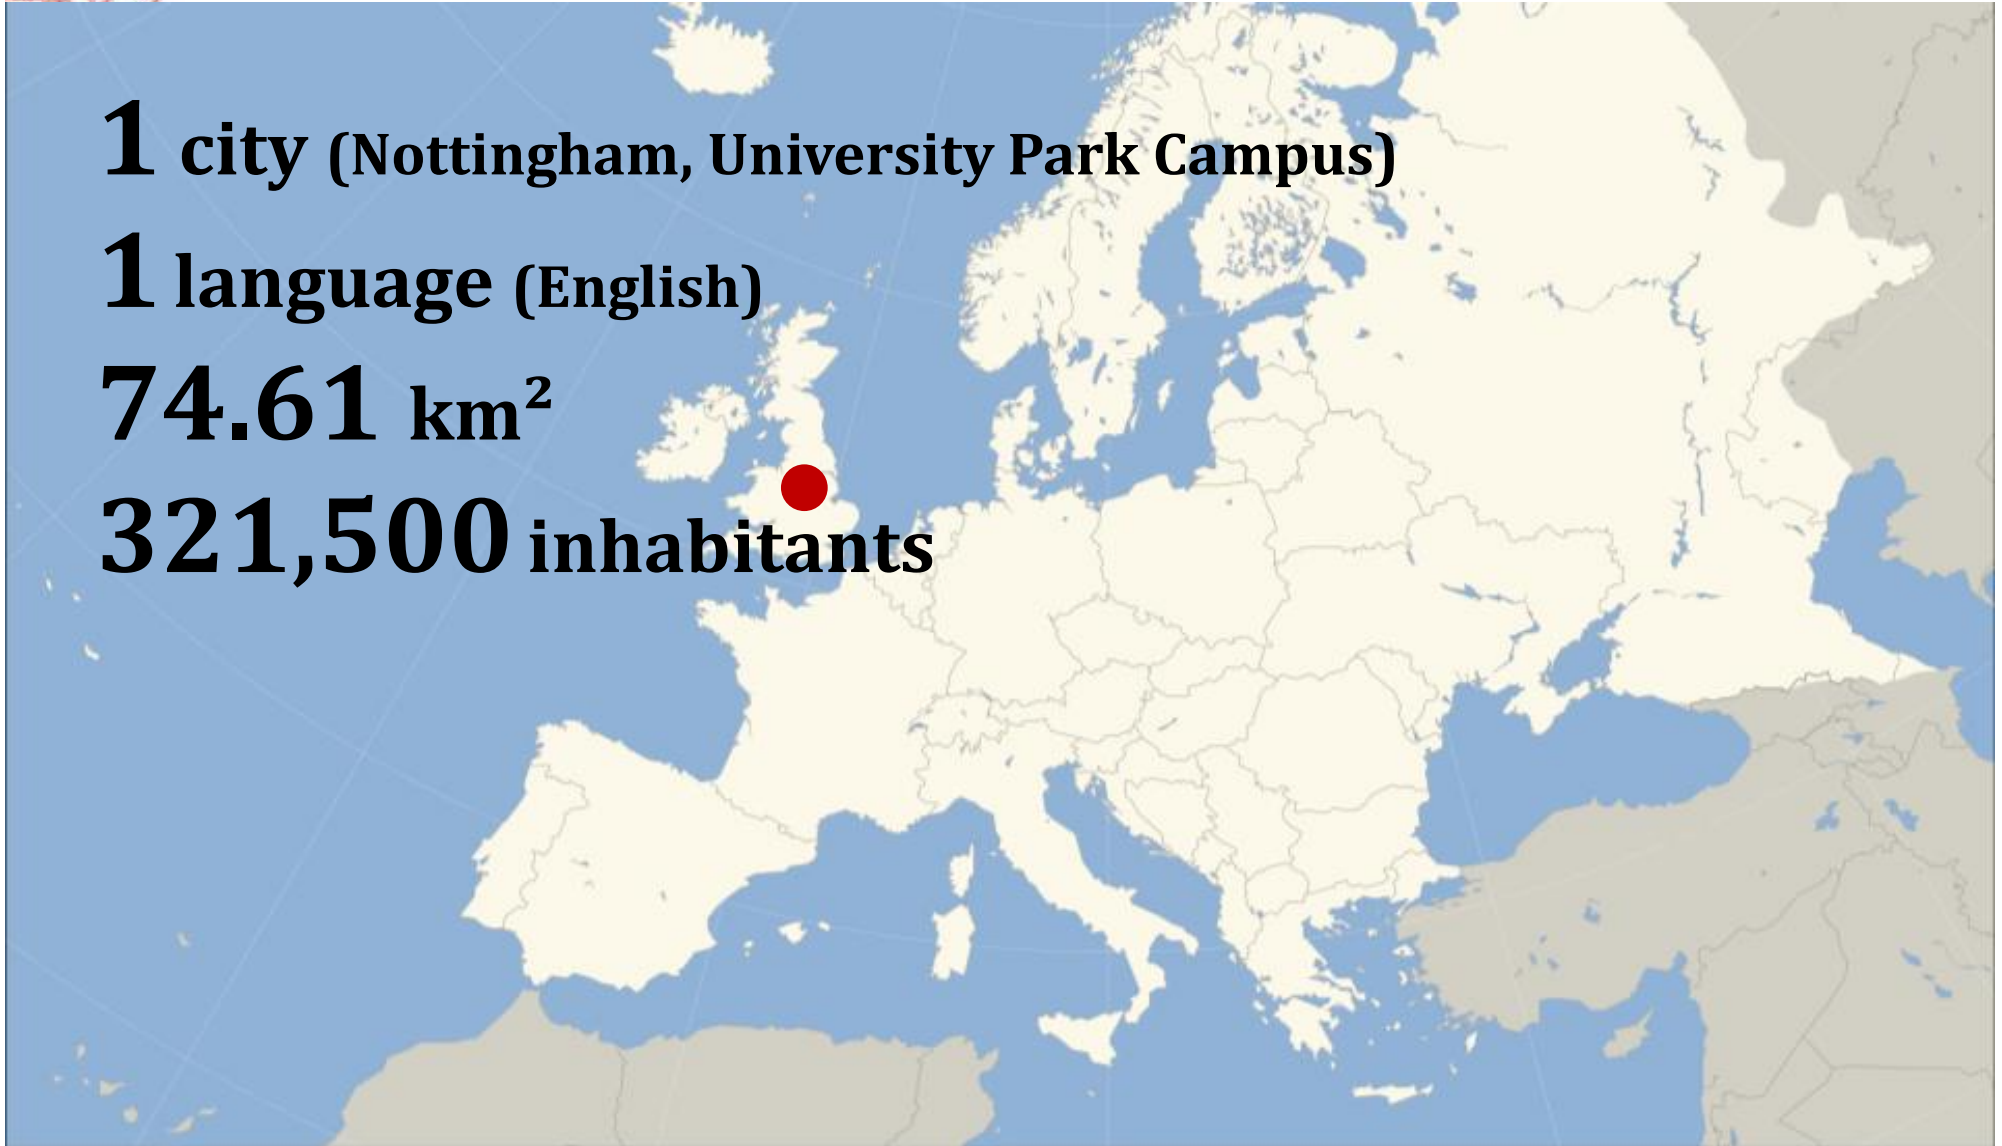 1 city (Nottingham, University Park Campus)
1 language (English)
74.61 km²
321,500 inhabitants